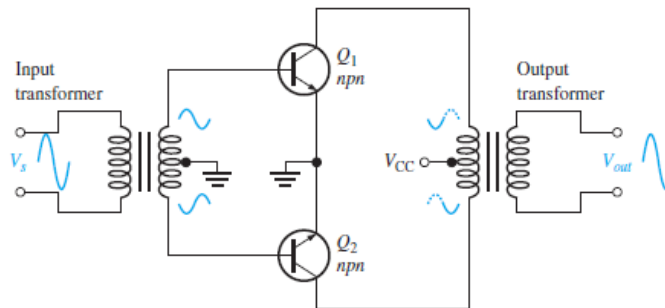 Input
transformer
Vs
Q1
npn
Q2
npn
VCC
Output
transformer
Vout